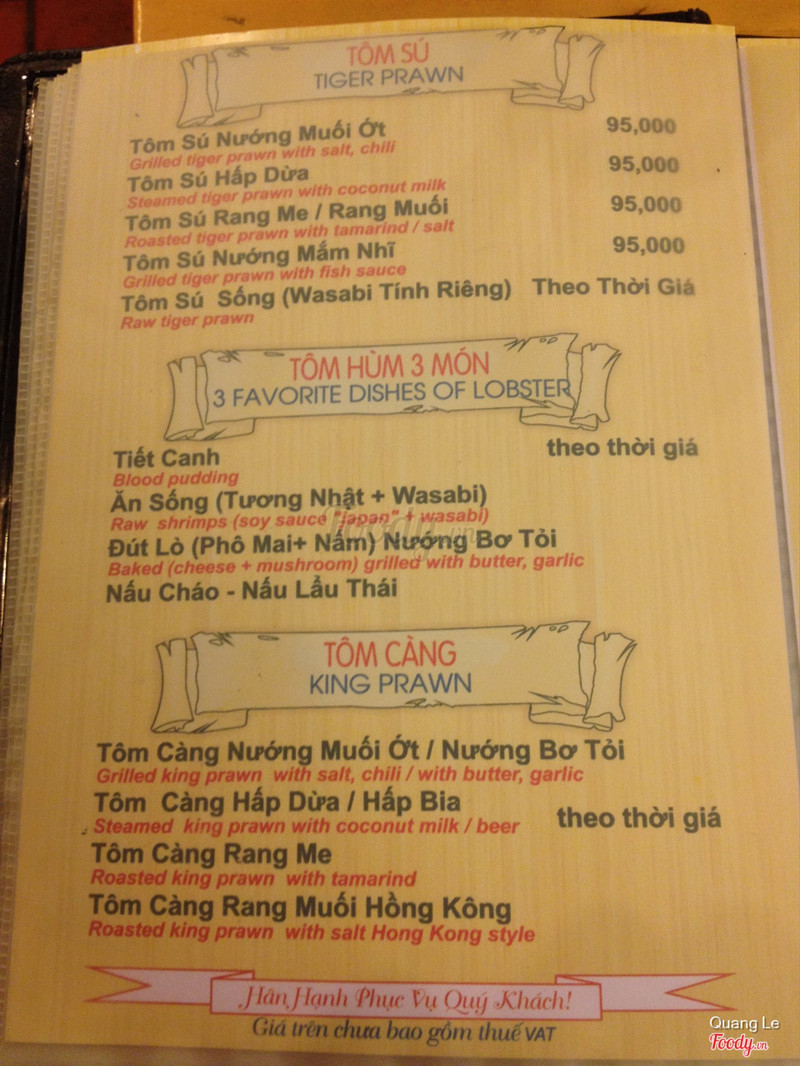 TÔM SÚ
TIGER PRAWN
Tôm Sú Nướng Muối Ớt 95,000
Grilled tiger prawn with salt, chili
Tôm Sú Hấp Dừa 95,000
Steamed tiger prawn with coconut milk
Tôm Sú Rang Me / Rang Muối 95,000
Roasted tiger prawn with tamarind / salt
Tôm Sú Nướng Mắm Nhĩ 95,000
Grilled tiger prawn with fish sauce
Tôm Sú Sống (Wasabi Tính Riêng) Theo Thời Giá
Raw tiger prawn
TÔM HÙM 3 MÓN
3 FAVORITE DISHES OF LOBSTER
Tiết Canh theo thời giá
Blood pudding
Ăn Sống (Tương Nhật + Wasabi)
Raw shrimps (soy sauce "japan" + wasabi)
Đút Lò (Phô Mai+ Nấm) Nướng Bơ Tỏi
Baked (cheese + mushroom) grilled with butter, garlic
Nấu Cháo - Nấu Lẩu Thái
TÔM CÀNG
KING PRAWN
Tôm Càng Nướng Muối Ớt / Nướng Bơ Tỏi
Grilled king prawn with salt, chili / with butter, garlic
Tôm Càng Hấp Dừa / Hấp Bia theo thời giá
Steamed king prawn with coconut milk / beer
Tôm Càng Rang Me
Roasted king prawn with tamarind
Tôm Càng Rang Muối Hồng Kông
Roasted king prawn with salt Hong Kong style
Hân Hạnh Phục Vụ Quý Khách!
Giá trên chưa bao gồm thuế VAT
Foody.vn
Quang Le
Foody.vn